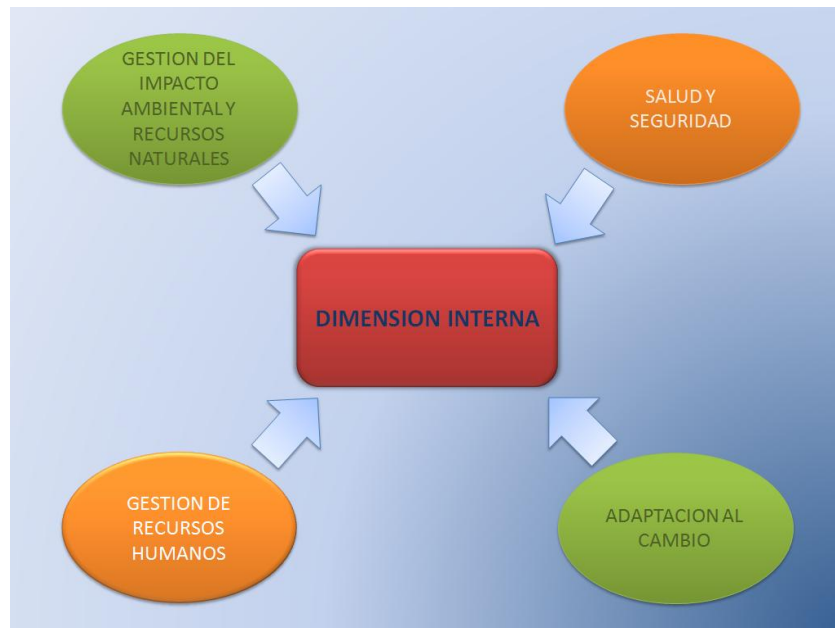 GESTION DEL
IMPACTO
AMBIENTAL Y
RECURSOS
NATURALES
SALUD Y
SEGURIDAD
DIMENSION INTERNA
GESTION DE
RECURSOS
HUMANOS
ADAPTACION AL
CAMBIO